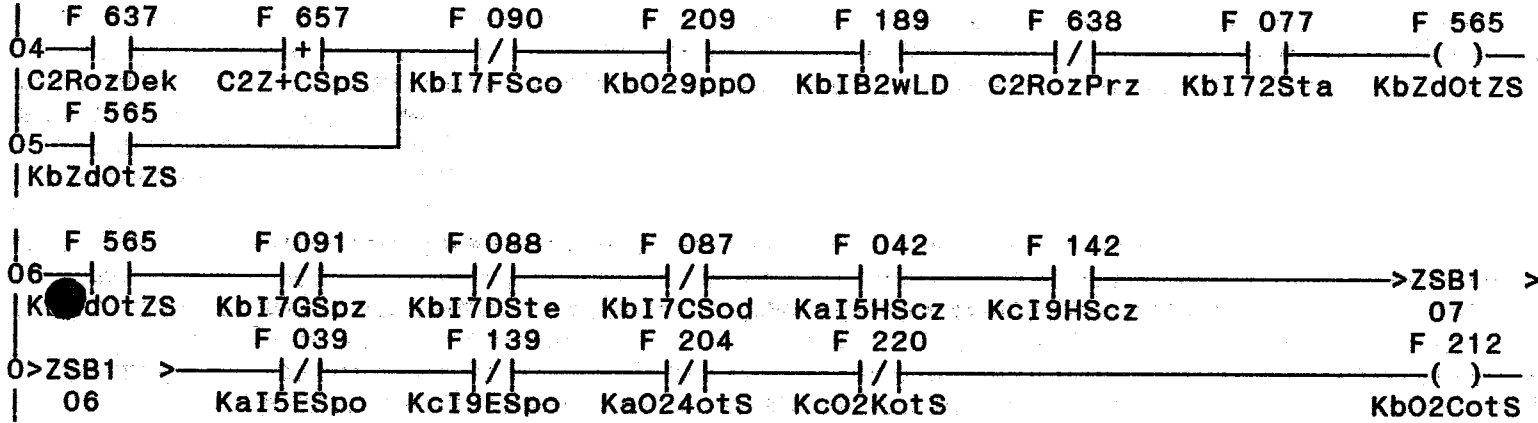 F 637 F 657 F 090 F 209 F 189 F 638 F 077 F 565
04 + / / ( )
C2RozDek C2Z+CSpS KbI7FSco KbO29ppO KbIB2wLD C2RozPrz KbI72Sta KbZdOtZS
F 565
05
KbZdOtZS
F 565 F 091 F 088 F 087 F 042 F 142
06 / / / >ZSB1 >
dOtZS KbI7GSpz KbI7DSte KbI7CSod KaI5HScz KcI9HScz 07
F 039 F 139 F 204 F 220 F 212
0>ZSB1 > / / / / ( )
06 KaI5ESpo KcI9ESpo KaO24otS KcO2KotS KbO2CotS